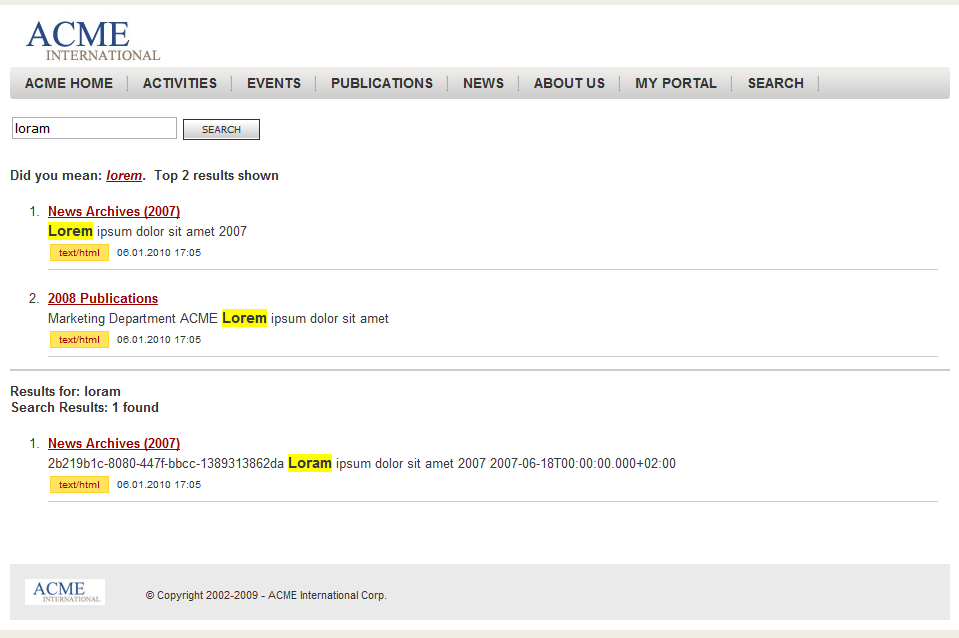 ACME
INTERNATIONAL
ACME HOME ACTIVITIES EVENTS PUBLICATIONS NEWS ABOUT US MY PORTAL SEARCH
loram SEARCH
Did you mean: lorem. Top 2 results shown
1. News Archives (2007)
Lorem ipsum dolor sit amet 2007
text/html 06.01.2010 17:05
2. 2008 Publications
Marketing Department ACME Lorem ipsum dolor sit amet
text/html 06.01.2010 17:05
Results for: loram
Search Results: 1 found
1. News Archives (2007)
2b219b1c-8080-447f-bbcc-1389313862da Loram ipsum dolor sit amet 2007 2007-06-18T00:00:00.000+02:00
text/html 06.01.2010 17:05
ACME
INTERNATIONAL
© Copyright 2002-2009 - ACME International Corp.